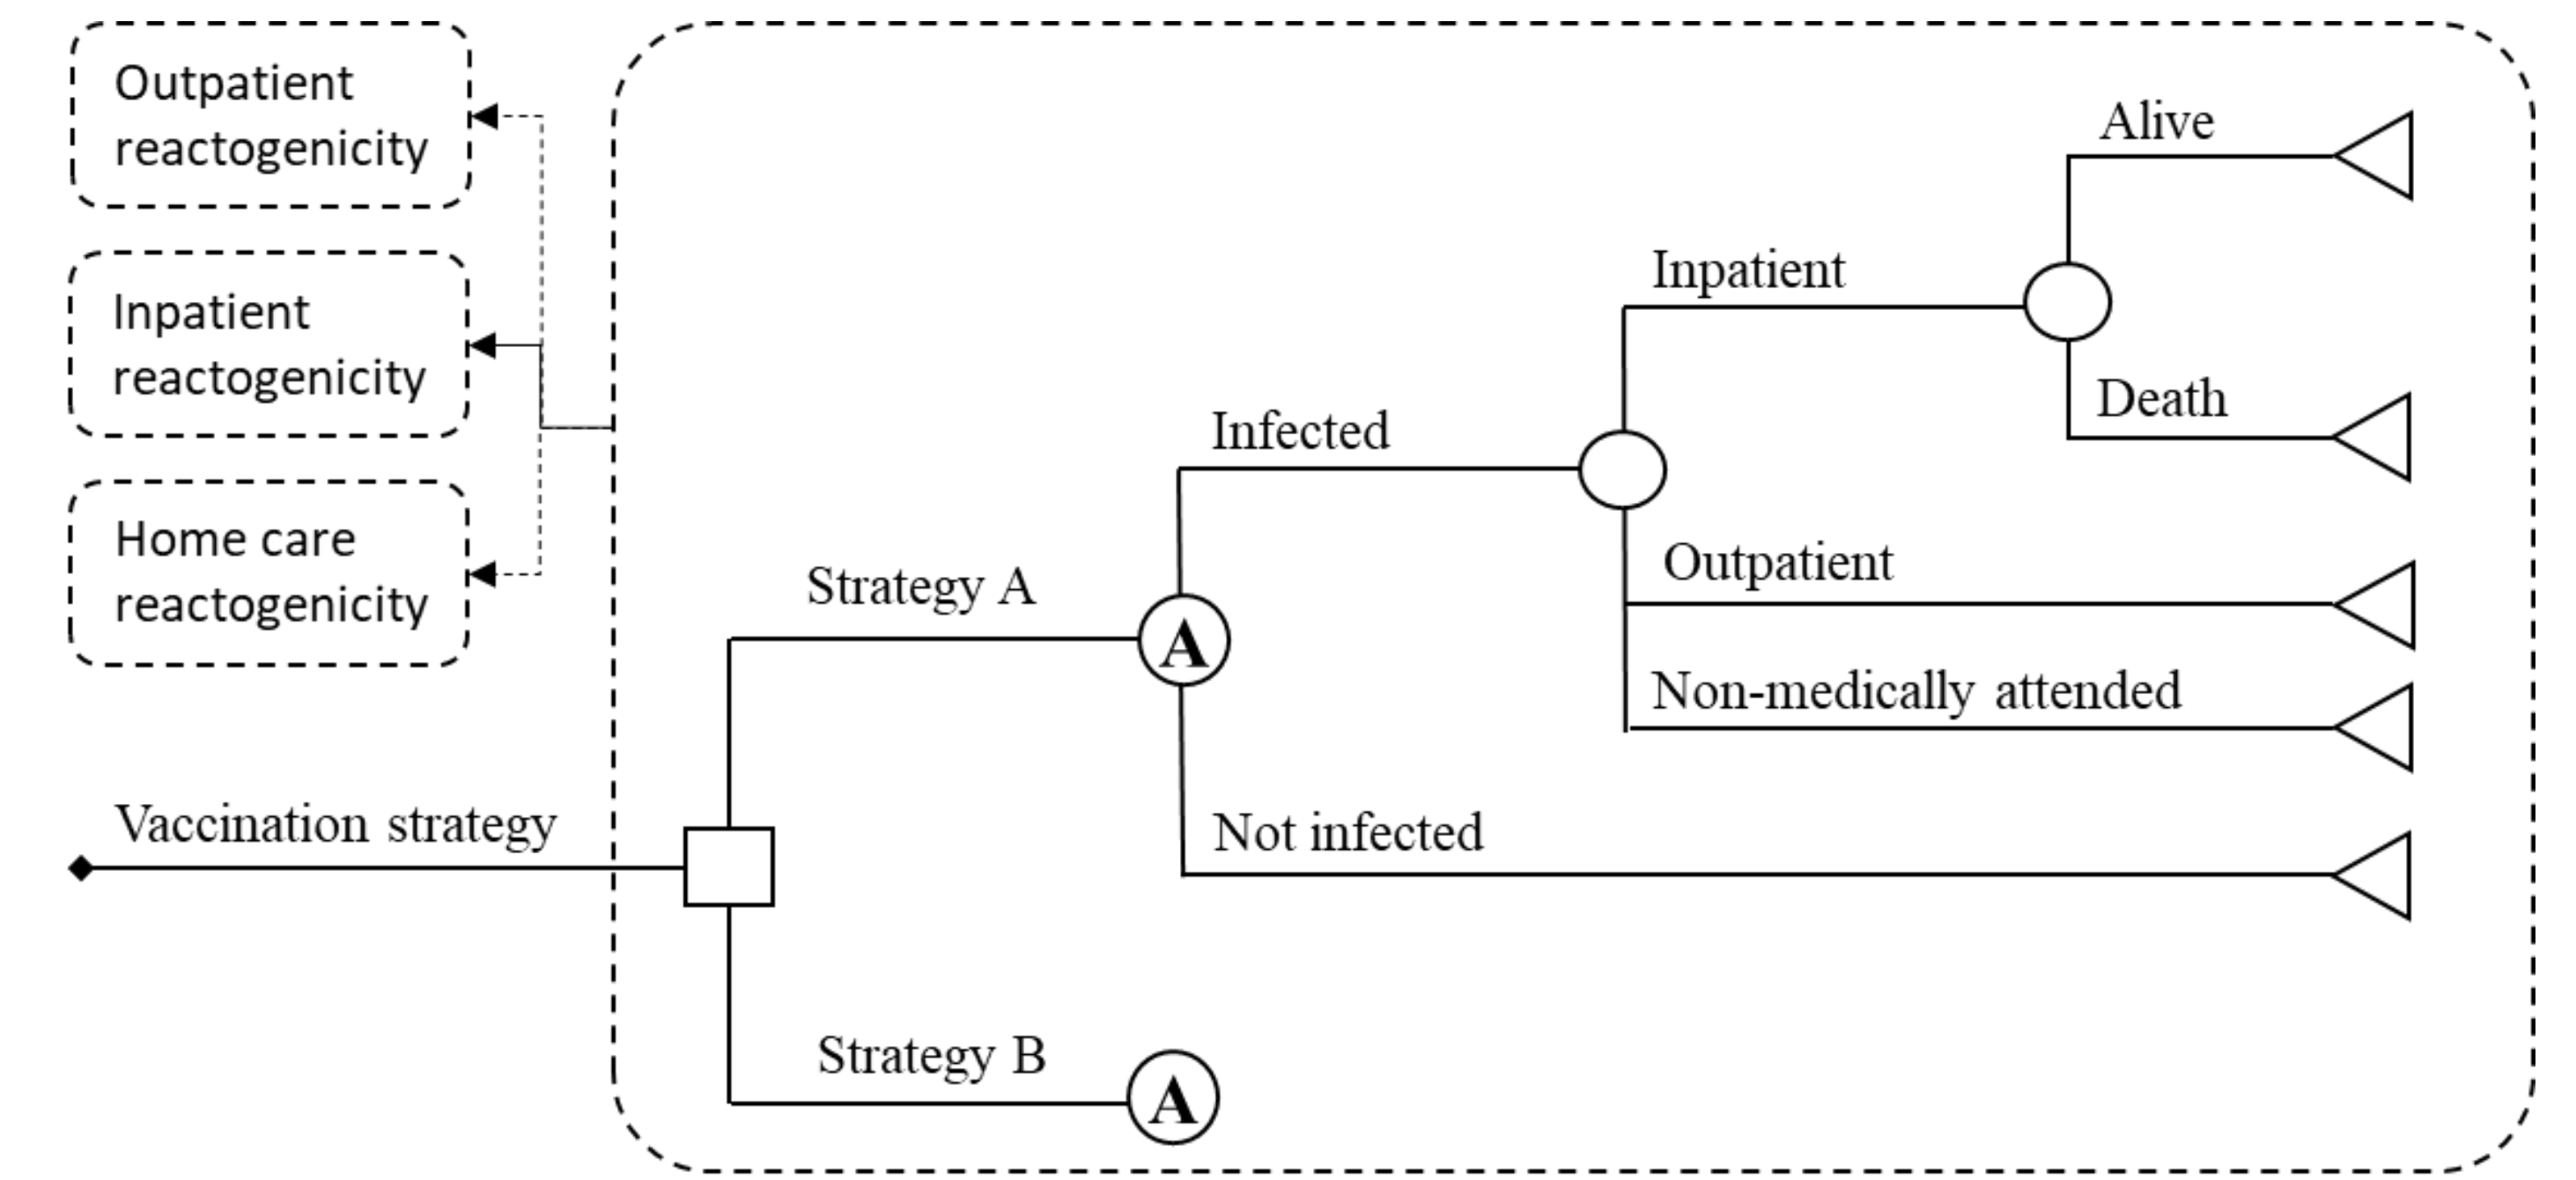 Outpatient
reactogenicity
Inpatient
reactogenicity
Home care
reactogenicity
Vaccination strategy
Strategy A
A
Infected
Inpatient
Alive
Death
Outpatient
Non-medically attended
Not infected
Strategy B
A